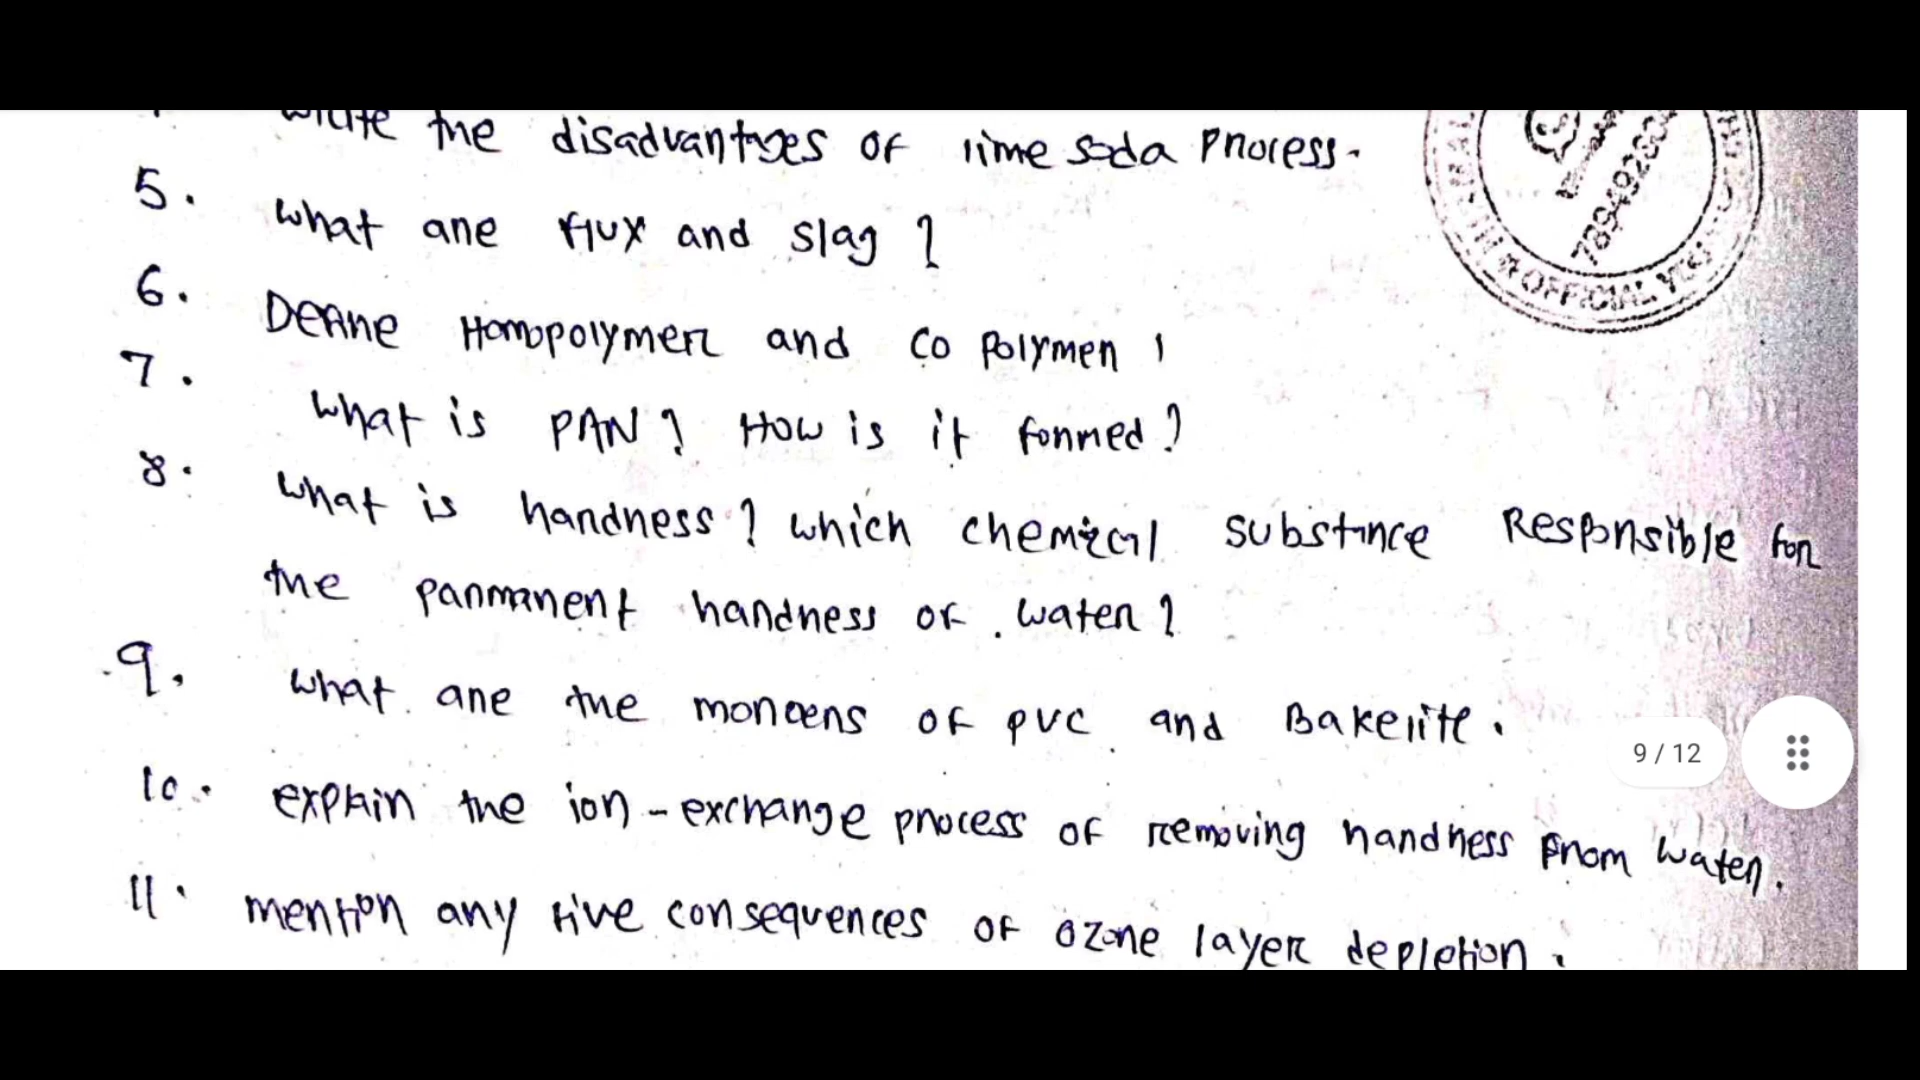 write the disadvantages of lime soda process.
5. what are flux and slag ?
6. Define Homopolymer and co polymer !
7. what is PAN ? How is it formed ?
8. what is hardness ? which chemical substance Responsible for
the parmanent hardness of water ?
9. what are the monoens of pvc and Bakelite.
10. explain the ion-exchange process of removing hardness from water.
11. mention any five consequences of ozone layer depletion.
OFFICIAL
9 / 12